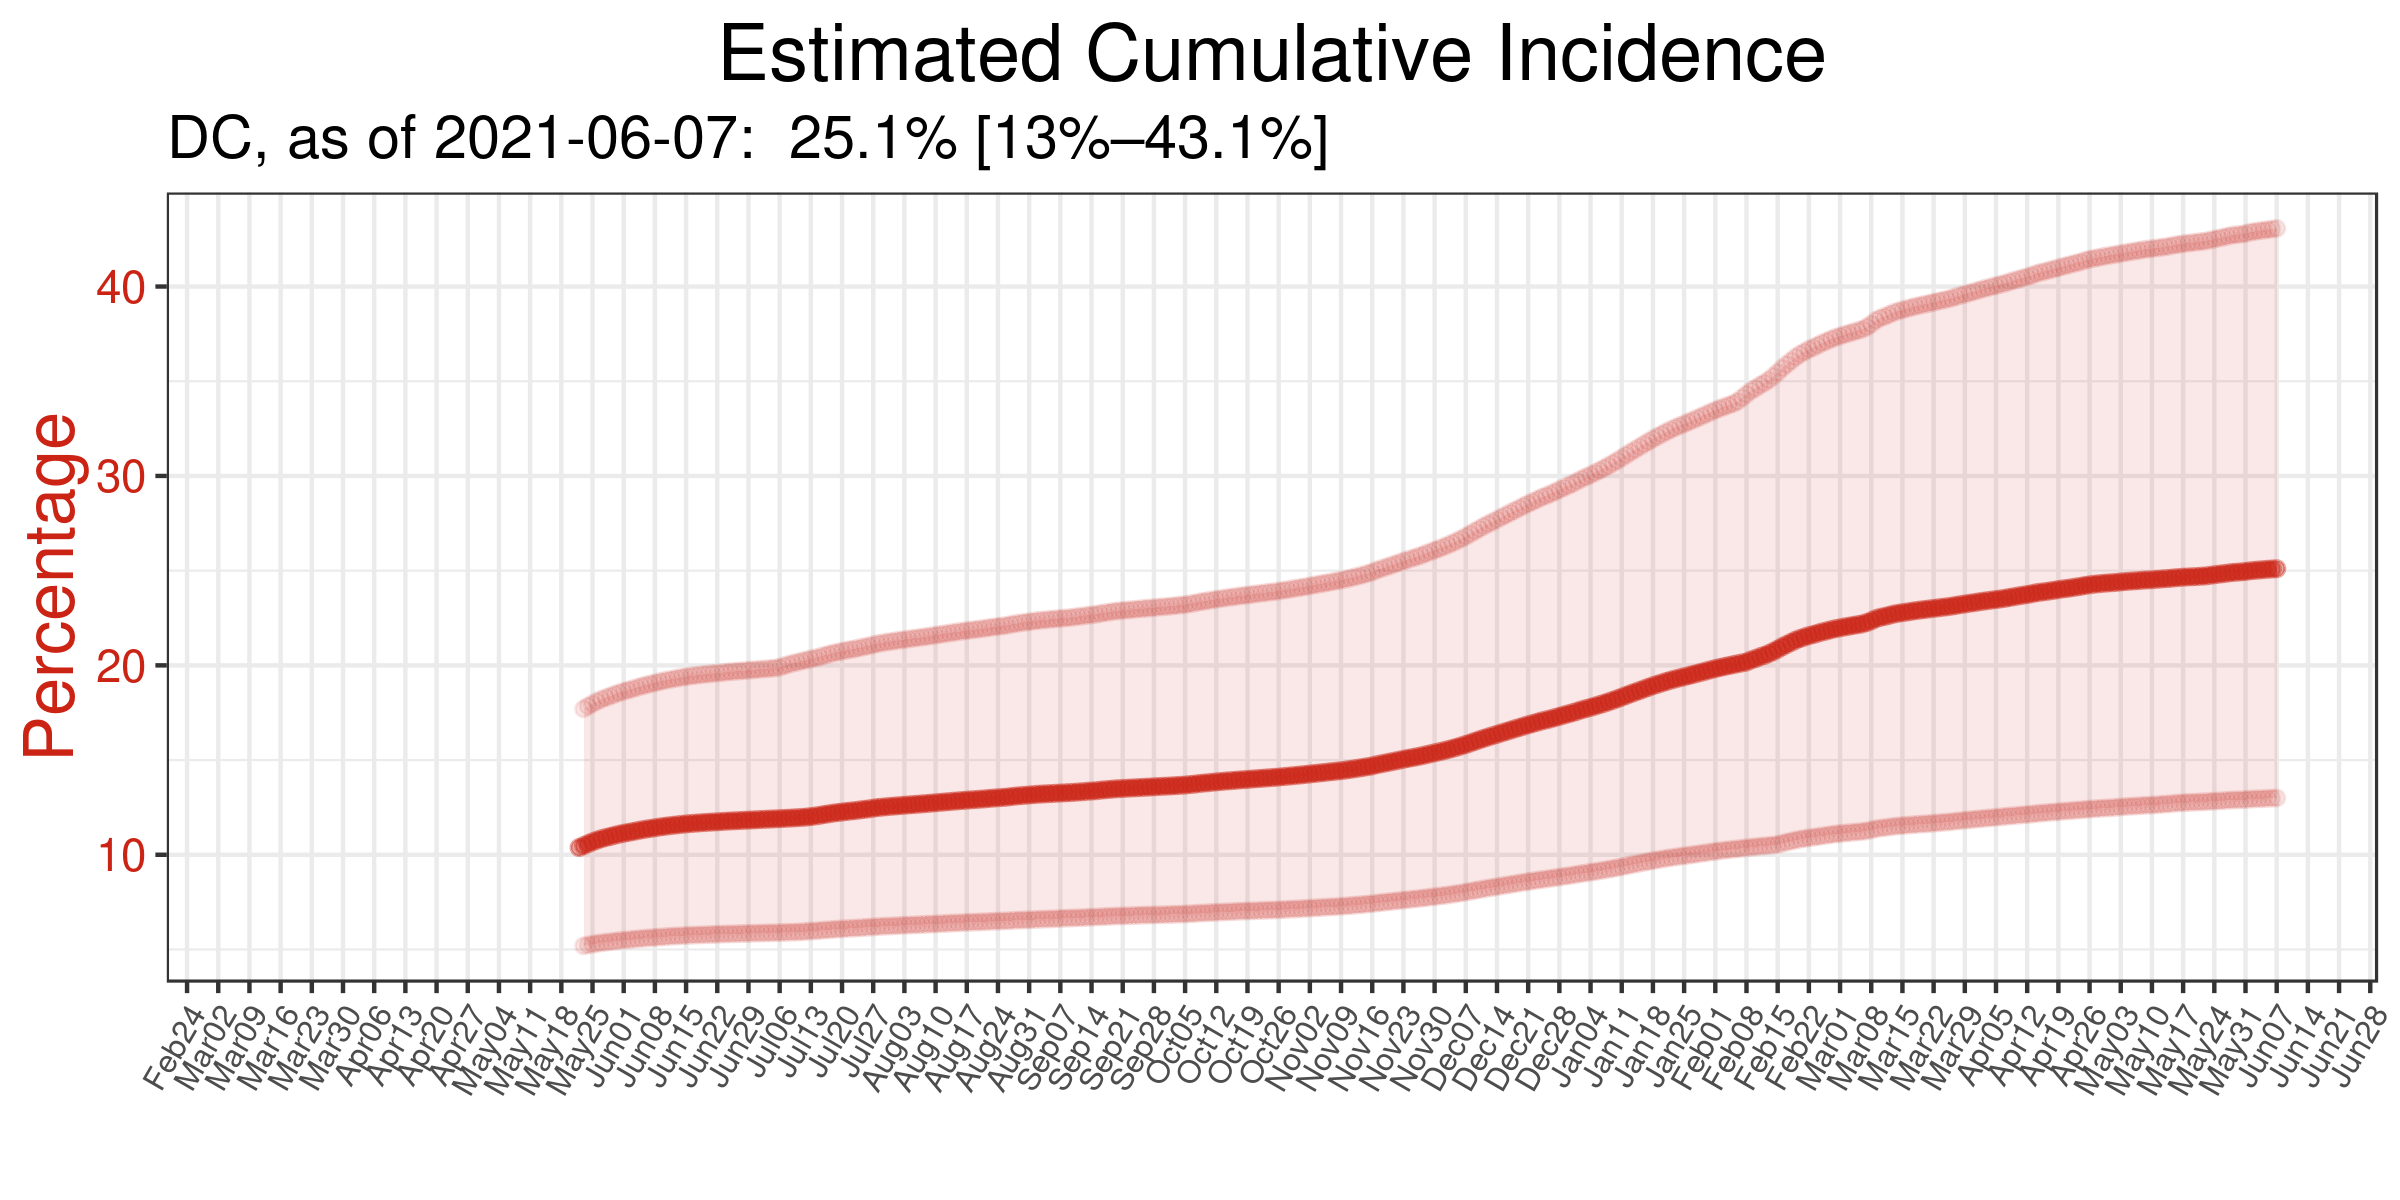 Estimated Cumulative Incidence
DC, as of 2021-06-07:  25.1% [13%–43.1%]
Percentage
40
30
20
10
Feb24
Mar02
Mar09
Mar16
Mar23
Mar30
Apr06
Apr13
Apr20
Apr27
May04
May11
May18
May25
Jun01
Jun08
Jun15
Jun22
Jun29
Jul06
Jul13
Jul20
Jul27
Aug03
Aug10
Aug17
Aug24
Aug31
Sep07
Sep14
Sep21
Sep28
Oct05
Oct12
Oct19
Oct26
Nov02
Nov09
Nov16
Nov23
Nov30
Dec07
Dec14
Dec21
Dec28
Jan04
Jan11
Jan18
Jan25
Feb01
Feb08
Feb15
Feb22
Mar01
Mar08
Mar15
Mar22
Mar29
Apr05
Apr12
Apr19
Apr26
May03
May10
May17
May24
May31
Jun07
Jun14
Jun21
Jun28